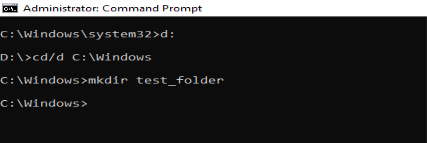 Administrator: Command Prompt
C:\Windows\system32>d:
D:\>cd/d C:\Windows
C:\Windows>mkdir test_folder
C:\Windows>